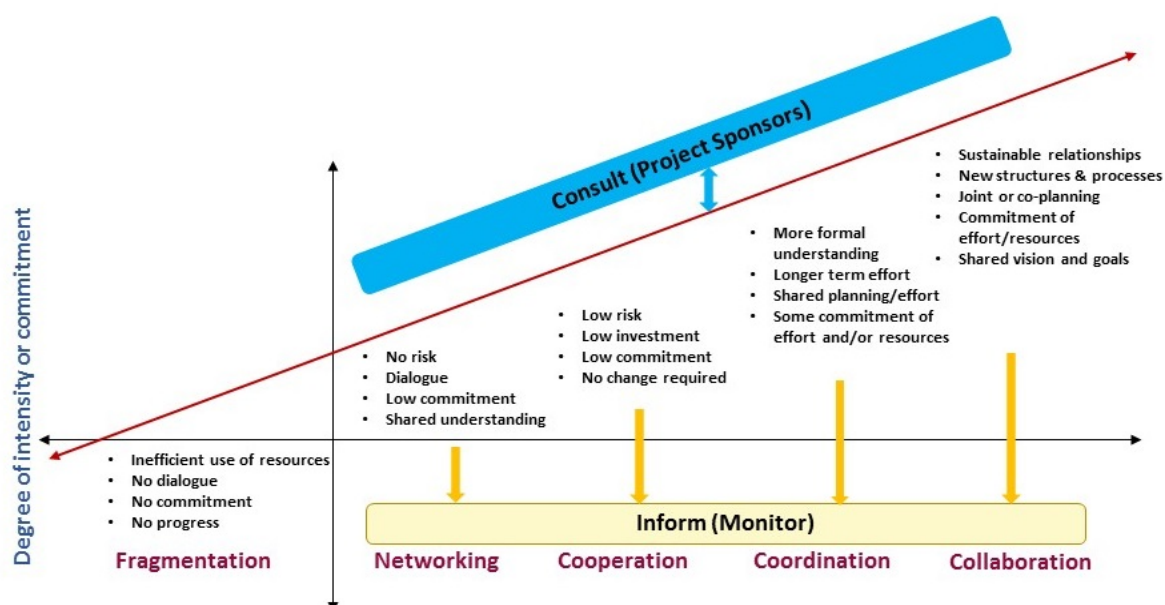 Consult (Project Sponsors)
Degree of intensity or commitment
• Sustainable relationships
• New structures & processes
• Joint or co-planning
• Commitment of
effort/resources
• Shared vision and goals
• More formal
understanding
• Longer term effort
• Shared planning/effort
• Some commitment of
effort and/or resources
• Low risk
• Low investment
• Low commitment
• No change required
• No risk
• Dialogue
• Low commitment
• Shared understanding
• Inefficient use of resources
• No dialogue
• No commitment
• No progress
Inform (Monitor)
Fragmentation
Networking
Cooperation
Coordination
Collaboration